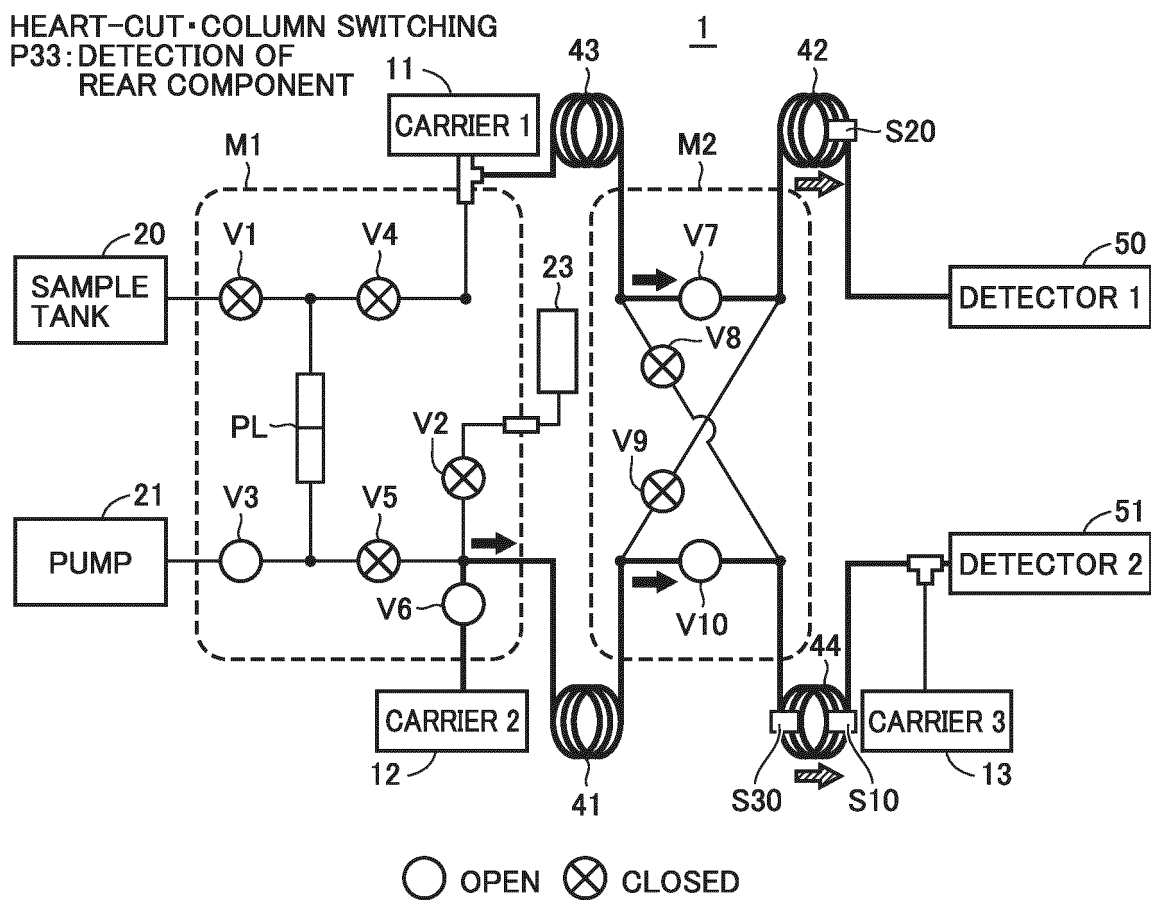 HEART-CUT・COLUMN SWITCHING
P33: DETECTION OF
REAR COMPONENT
1
11
43
42
CARRIER 1
S20
M1
M2
20
V1
V4
V7
50
SAMPLE
TANK
23
DETECTOR 1
V8
PL
V2
V9
21
V3
V5
51
PUMP
DETECTOR 2
V6
V10
44
CARRIER 2
CARRIER 3
12
41
S30
S10
13
OPEN
CLOSED